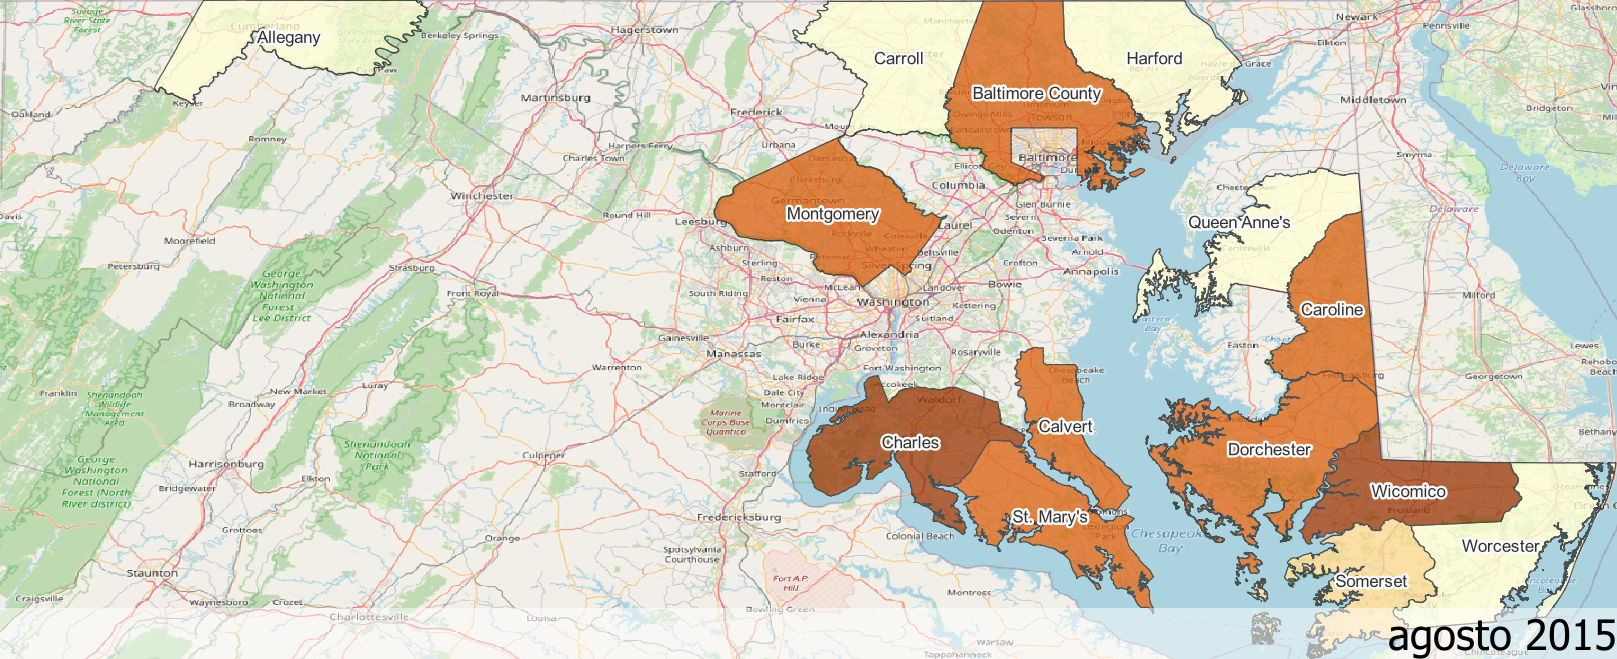 Savage
River State
Forest
Cumberland
Allegany
Berkeley Springs
Hagerstown
Manchester
Carroll
Harford
Newark
Pennsville
Elkton
Glassboro
Oakland
Keyser
Paw
Martinsburg
Frederick
Baltimore County
Towson
Owings Mills
Randallstown
Grace
Middletown
Bridgeton
Romney
Harpers Ferry
Charles Town
Urbana
Damascus
Baltimore
Ellicott City
Columbia
Smyrna
Delaware
Bay
Winchester
Round Hill
Leesburg
Clarksburg
Germantown
Montgomery
Rockville
Colesville
Wheaton
Silver Spring
Laurel
Glen Burnie
Severn
Odenton
Severna Park
Arnold
Annapolis
Crofton
Bowie
Queen Anne's
Centreville
Delaware
Davis
Moorefield
Petersburg
Strasburg
Front Royal
George
Washington
National
Forest
Lee District
Ashburn
Sterling
Reston
South Riding
McLean
Vienna
Fairfax
Beltsville
Landover
Washington
Kettering
Suitland
Alexandria
Burke
Groveton
Gainesville
Manassas
Warrenton
Rosaryville
Fort Washington
Accokeek
Eastern
Bay
Easton
Caroline
Milford
Lewes
Rehoboth
Beach
Georgetown
Federalsburg
Franklin
Shenandoah
Wildlife
Management
Area
New Market
Broadway
Luray
Lake Ridge
Dale City
Montclair
Dumfries
Marine
Corps Base
Quantico
Indian Head
Waldorf
Chesapeake
Beach
Charles
Calvert
Dorchester
Bethany
Shenandoah
National
Park
George
Washington
National
Forest (North
River district)
Harrisonburg
Bridgewater
Elkton
Culpeper
Stafford
Wicomico
Fruitland
Fredericksburg
Spotsylvania
Courthouse
Colonial Beach
St. Mary's
Lexington
Park
Chesapeake
Bay
Worcester
Somerset
Grottoes
Orange
Staunton
Craigsville
Waynesboro
Crozet
Charlottesville
Louisa
Fort A.P.
Hill
Bowling Green
Montross
Warsaw
Tappahannock
agosto 2015